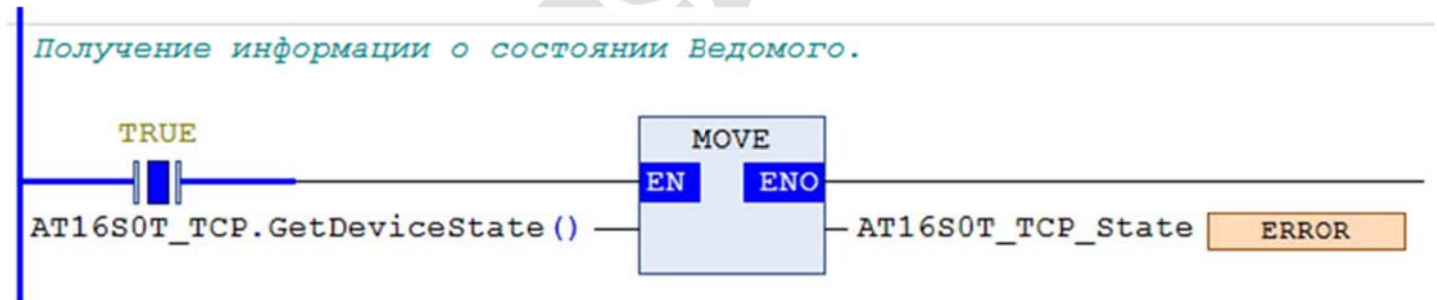 Получение информации о состоянии Ведомого.
TRUE
MOVE
EN ENO
AT16S0T_TCP.GetDeviceState() AT16S0T_TCP_State ERROR